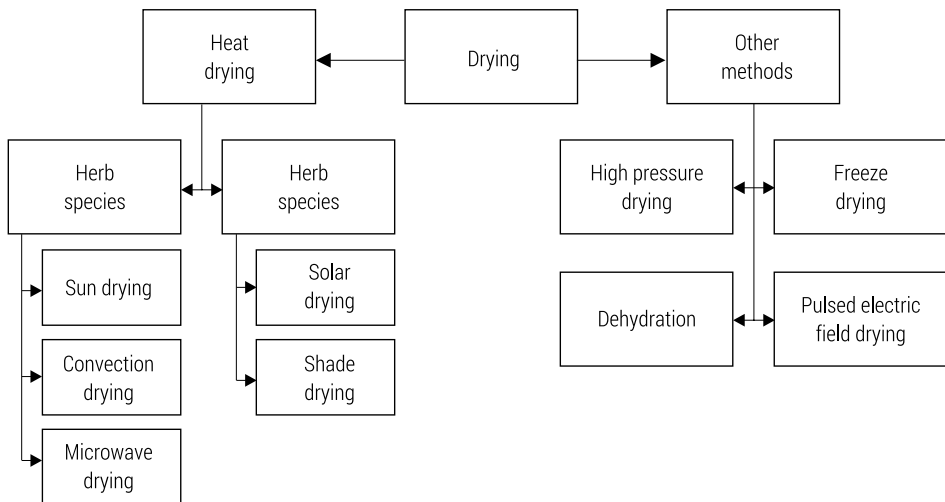 Heat
drying
Drying
Other
methods
Herb
species
Herb
species
High pressure
drying
Freeze
drying
Sun drying
Solar
drying
Convection
drying
Shade
drying
Microwave
drying
Dehydration
Pulsed electric
field drying